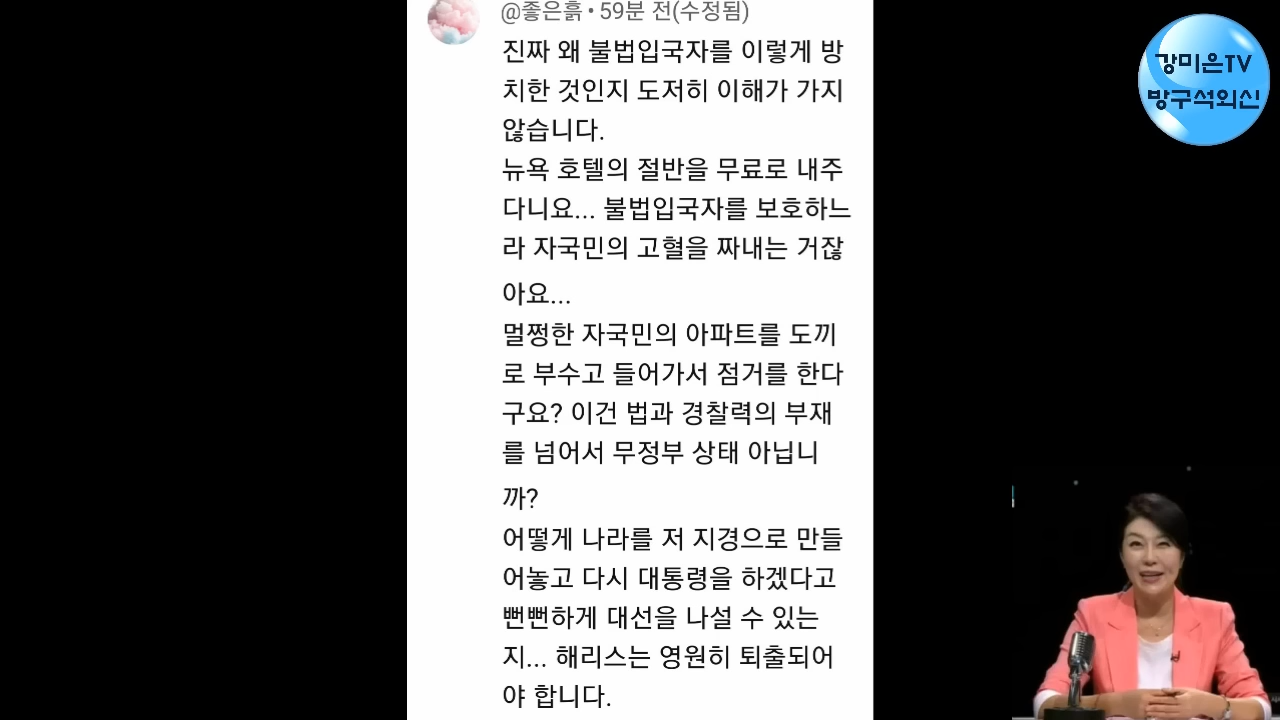 @좋은흙 • 59분 전(수정됨)
진짜 왜 불법입국자를 이렇게 방
치한 것인지 도저히 이해가 가지
않습니다.
뉴욕 호텔의 절반을 무료로 내주
다니요... 불법입국자를 보호하느
라 자국민의 고혈을 짜내는 거잖
아요...
멀쩡한 자국민의 아파트를 도끼
로 부수고 들어가서 점거를 한다
구요? 이건 법과 경찰력의 부재
를 넘어서 무정부 상태 아닙니
까?
어떻게 나라를 저 지경으로 만들
어놓고 다시 대통령을 하겠다고
뻔뻔하게 대선을 나설 수 있는
지... 해리스는 영원히 퇴출되어
야 합니다.
강미은TV
방구석외신